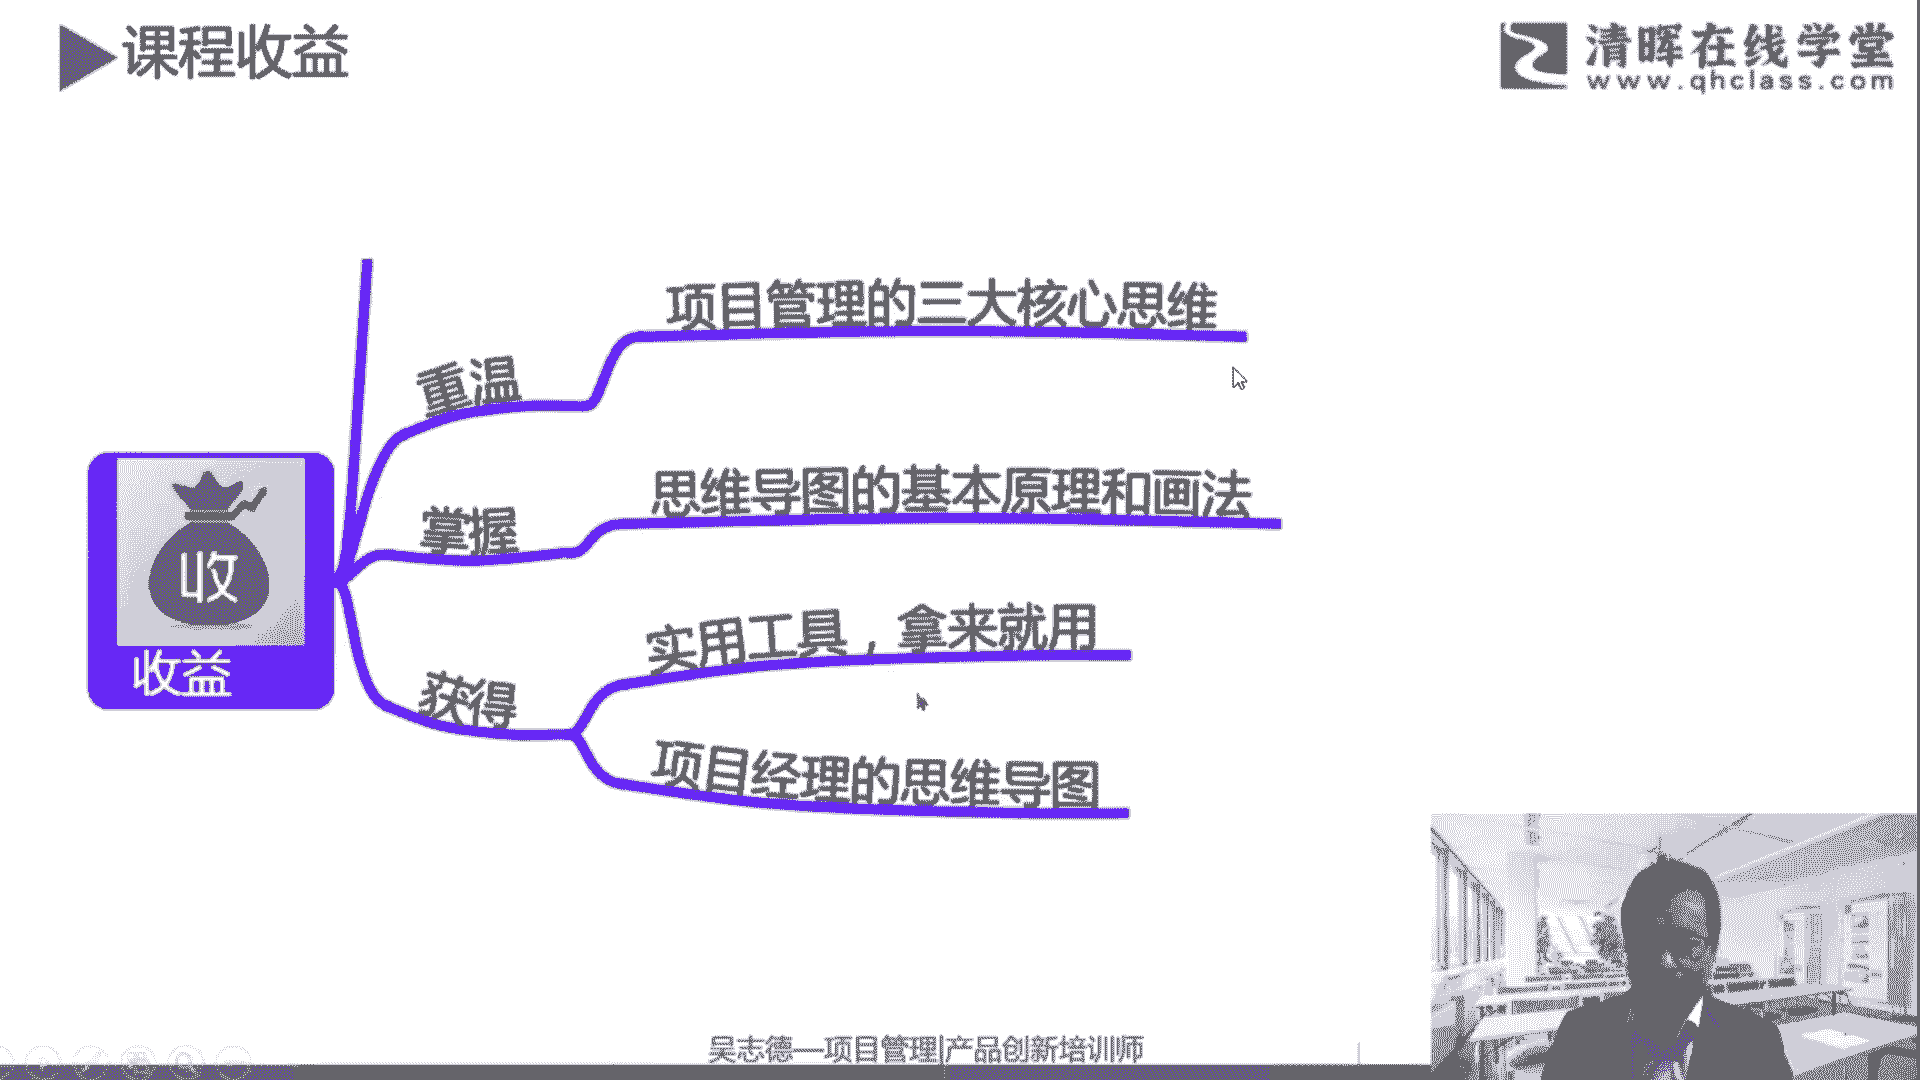 课程收益
清晖在线学堂
www.qhclass.com
项目管理的三大核心思维
重温
思维导图的基本原理和画法
掌握
收
收益
实用工具，拿来就用
获得
项目经理的思维导图
吴志德—项目管理|产品创新培训师